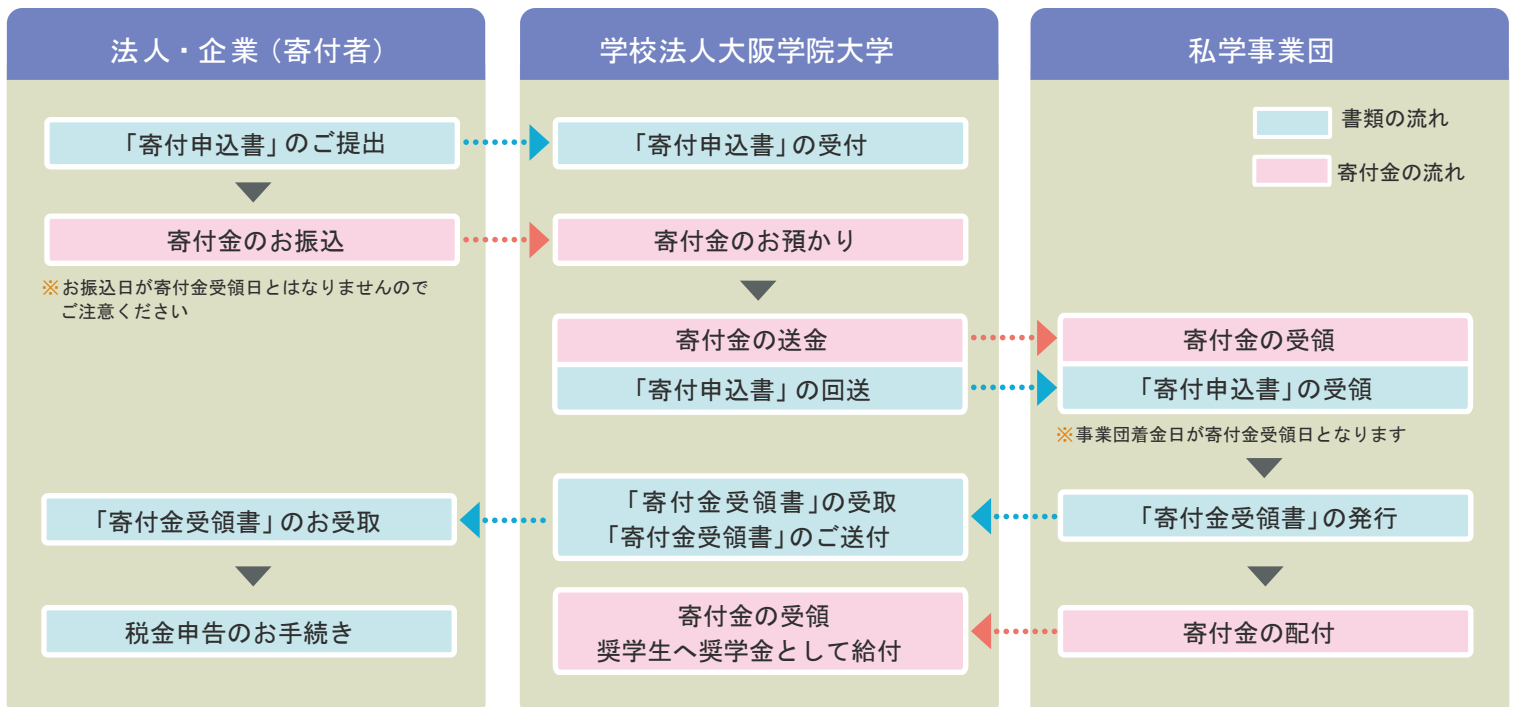 法人・企業（寄付者）
学校法人大阪学院大学
私学事業団
書類の流れ
寄付金の流れ
「寄付申込書」のご提出
「寄付申込書」の受付
寄付金のお振込
寄付金のお預かり
※お振込日が寄付金受領日とはなりませんので
ご注意ください
寄付金の送金
寄付金の受領
「寄付申込書」の回送
「寄付申込書」の受領
※事業団着金日が寄付金受領日となります
「寄付金受領書」のお受取
「寄付金受領書」の受取
「寄付金受領書」のご送付
「寄付金受領書」の発行
税金申告のお手続き
寄付金の受領
奨学生へ奨学金として給付
寄付金の配付